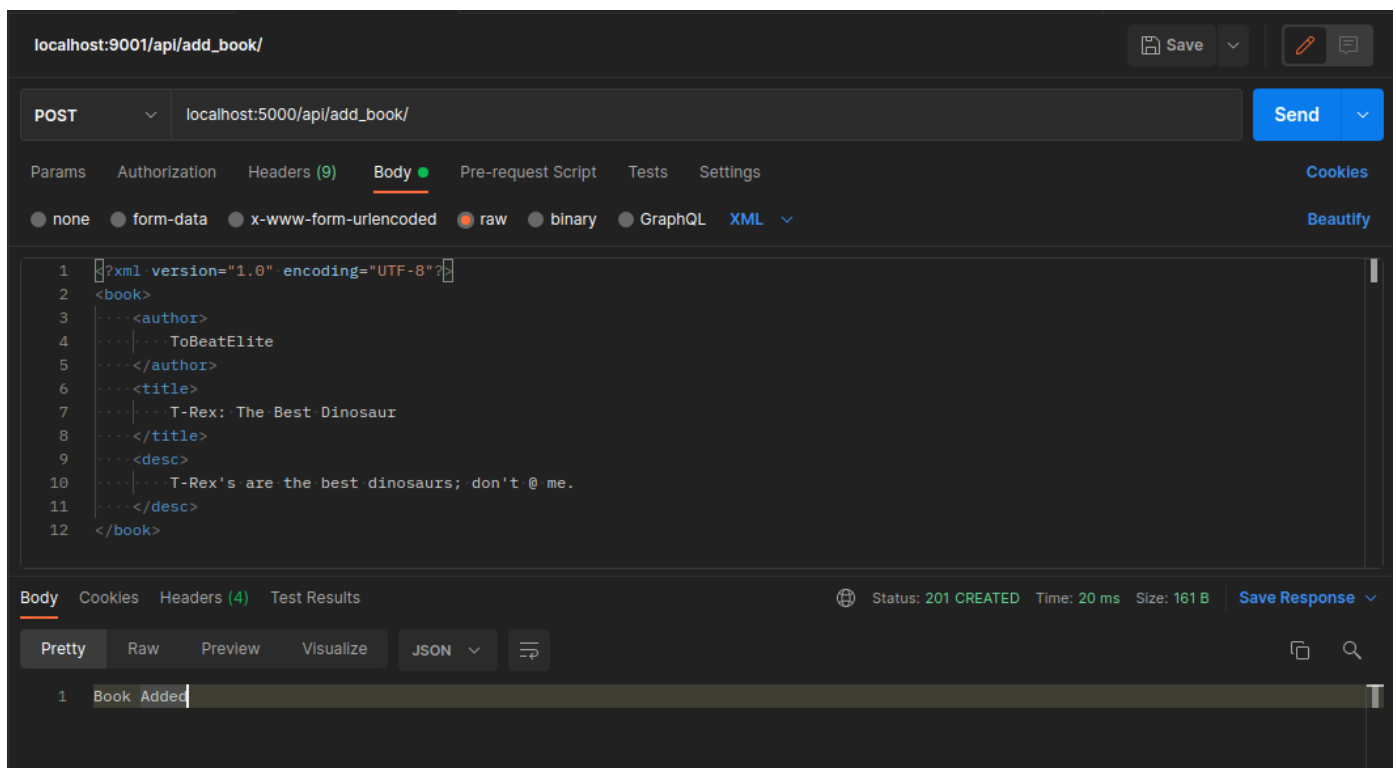 localhost:9001/api/add_book/ Save
POST localhost:5000/api/add_book/ Send
Params Authorization Headers (9) Body Pre-request Script Tests Settings Cookies
none form-data x-www-form-urlencoded raw binary GraphQL XML Beautify
1 <?xml version="1.0" encoding="UTF-8"?>
2 <book>
3 <author>
4 ToBeatElite
5 </author>
6 <title>
7 T-Rex: The Best Dinosaur
8 </title>
9 <desc>
10 T-Rex's are the best dinosaurs; don't @ me.
11 </desc>
12 </book>
Body Cookies Headers (4) Test Results Status: 201 CREATED Time: 20 ms Size: 161 B Save Response
Pretty Raw Preview Visualize JSON
1 Book Added